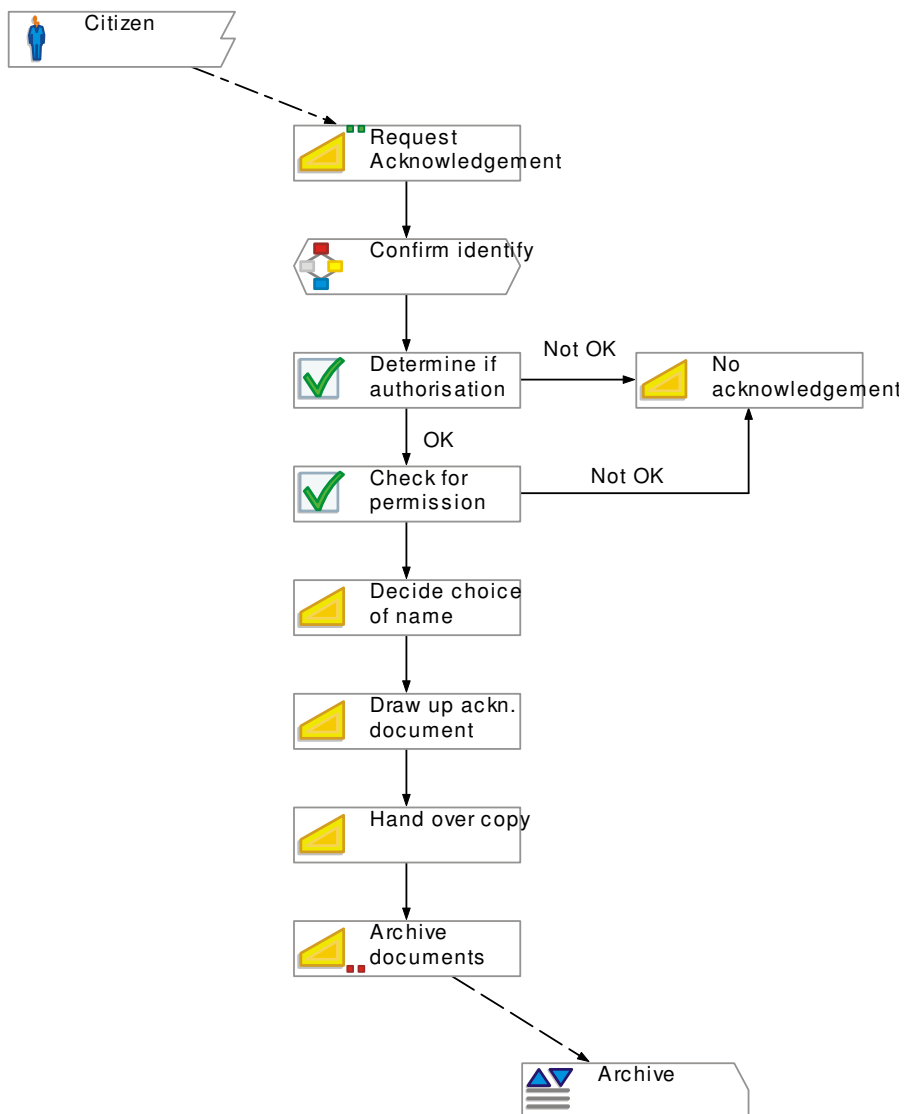 Citizen
Request
Acknowledgement
Confirm identify
Determine if
authorisation
Not OK
No
acknowledgement
OK
Check for
permission
Not OK
Decide choice
of name
Draw up ackn.
document
Hand over copy
Archive
documents
Archive